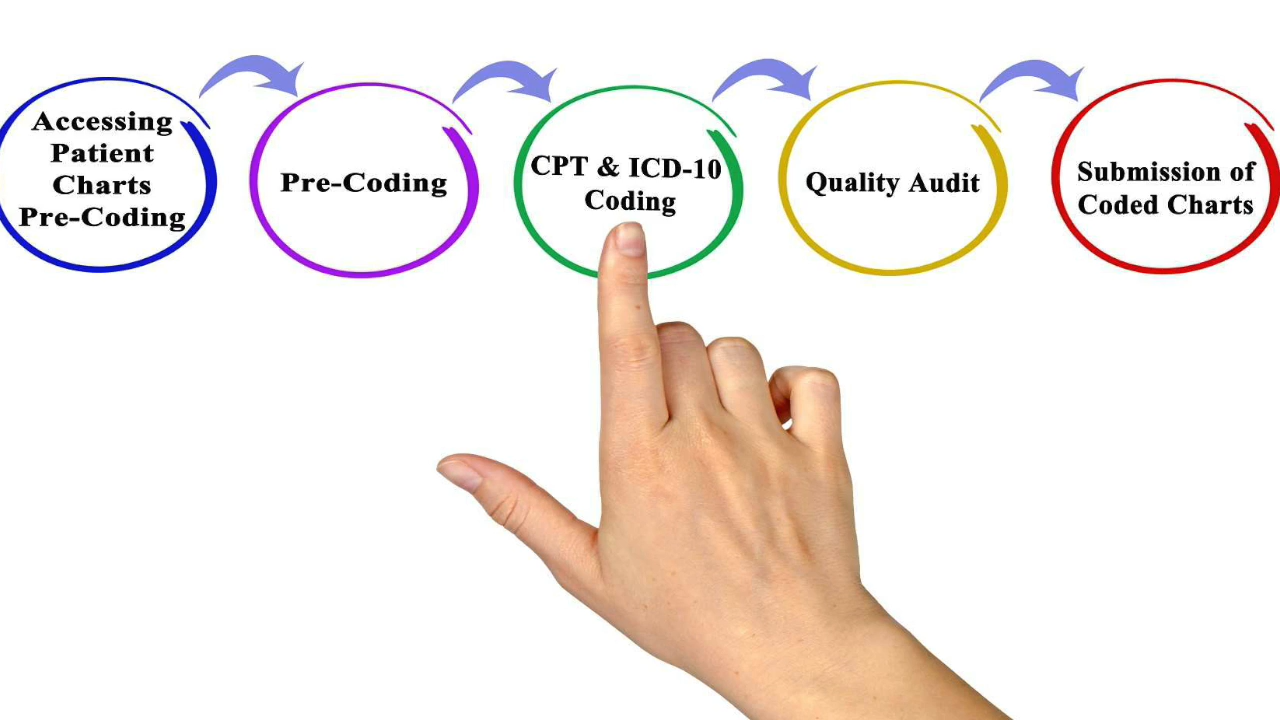 Accessing
Patient
Charts
Pre-Coding
Pre-Coding
CPT & ICD-10
Coding
Quality Audit
Submission of
Coded Charts